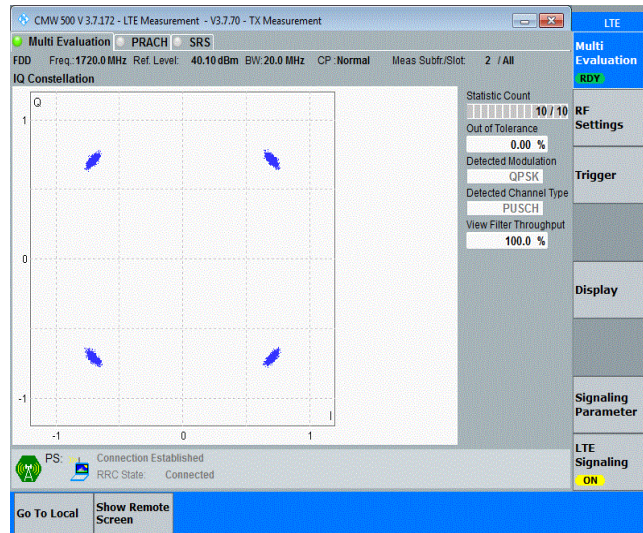 CMW 500 V 3.7.172 - LTE Measurement - V3.7.70 - TX Measurement
Multi Evaluation PRACH SRS
FDD Freq.: 1720.0 MHz Ref. Level: 40.10 dBm BW: 20.0 MHz CP : Normal Meas Subfr./Slot: 2 / All
IQ Constellation
Q
1
0
-1
I
-1 0 1
Statistic Count
10 / 10
Out of Tolerance
0.00 %
Detected Modulation
QPSK
Detected Channel Type
PUSCH
View Filter Throughput
100.0 %
PS: Connection Established
RRC State: Connected
LTE
Multi
Evaluation
RDY
RF
Settings
Trigger
Display
Signaling
Parameter
LTE
Signaling
ON
Go To Local
Show Remote
Screen